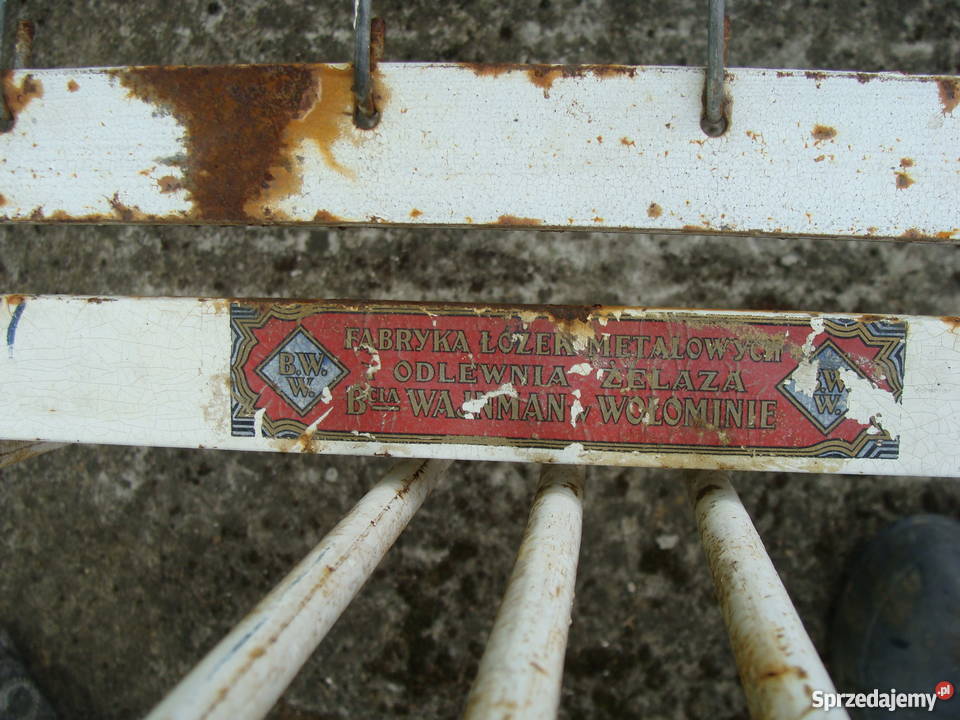 FABRYKA ŁÓŻEK METALOWYCH
ODLEWNIA ŻELAZA
BCIA WAJNMAN w WOŁOMINIE
B.W.
W.
B.W.
W.
Sprzedajemy.pl